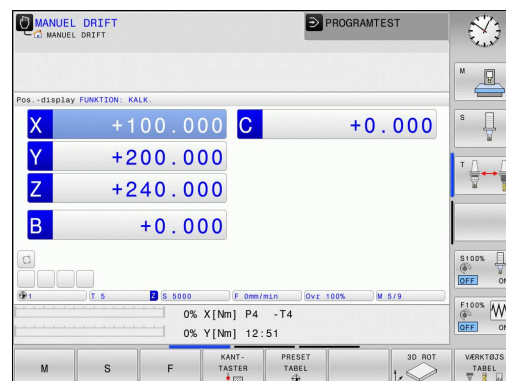 MANUEL DRIFT
MANUEL DRIFT
PROGRAMTEST
Pos.-display FUNKTION: KALK.
X +100.000 C +0.000
Y +200.000
Z +240.000
B +0.000
1 T 5 Z S 5000 F 0mm/min Ovr 100% M 5/9
0% X[Nm] P4 -T4
0% Y[Nm] 12:51
M
S
T
S100%
OFF ON
F100%
OFF ON
M
S
F
KANT-
TASTER
PRESET
TABEL
3D ROT
VÆRKTØJS
TABEL